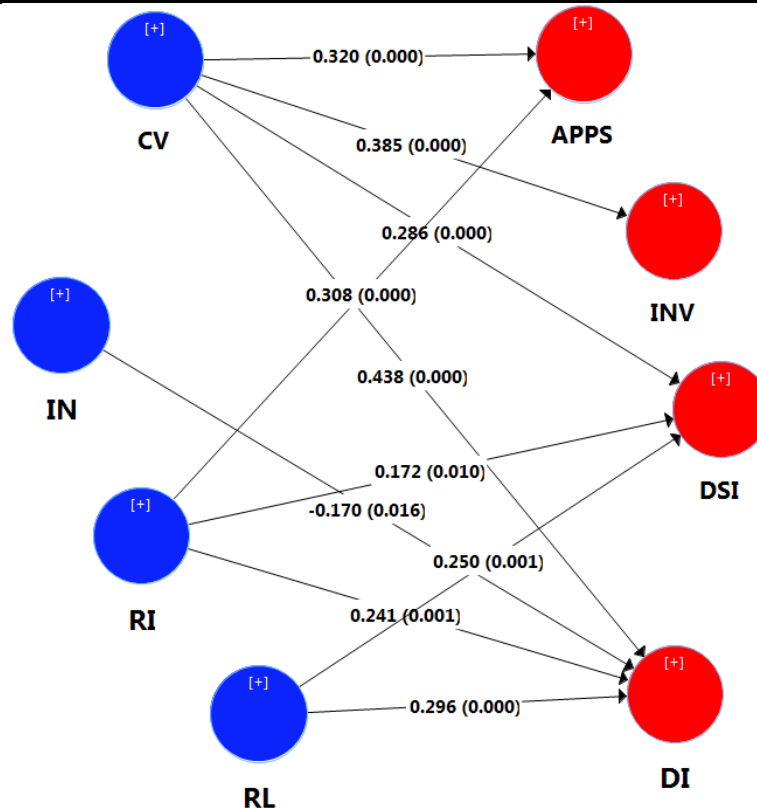 [+]
CV
[+]
APPS
0.320 (0.000)
0.385 (0.000)
[+]
INV
0.286 (0.000)
[+]
IN
0.308 (0.000)
0.438 (0.000)
[+]
DSI
0.172 (0.010)
[+]
RI
-0.170 (0.016)
0.250 (0.001)
0.241 (0.001)
[+]
RL
0.296 (0.000)
[+]
DI